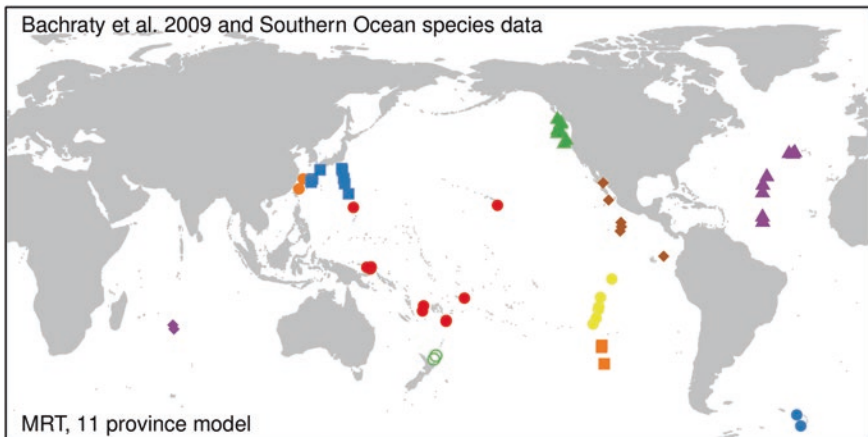 Bachraty et al. 2009 and Southern Ocean species data
MRT, 11 province model